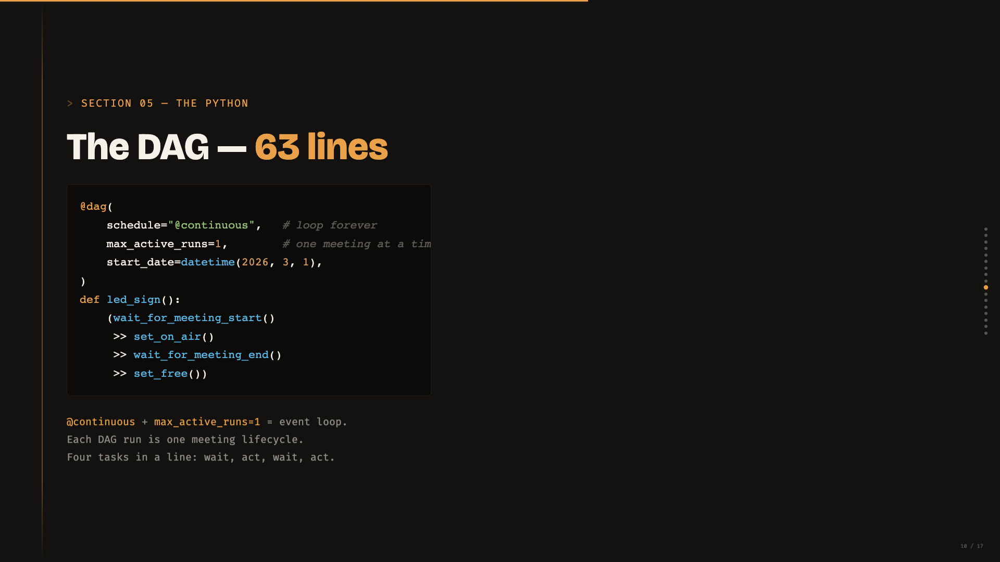 > SECTION 05 — THE PYTHON
The DAG — 63 lines
@dag(
    schedule="@continuous",   # loop forever
    max_active_runs=1,        # one meeting at a tim
    start_date=datetime(2026, 3, 1),
)
def led_sign():
    (wait_for_meeting_start()
     >> set_on_air()
     >> wait_for_meeting_end()
     >> set_free())
@continuous + max_active_runs=1 = event loop.
Each DAG run is one meeting lifecycle.
Four tasks in a line: wait, act, wait, act.
10 / 17